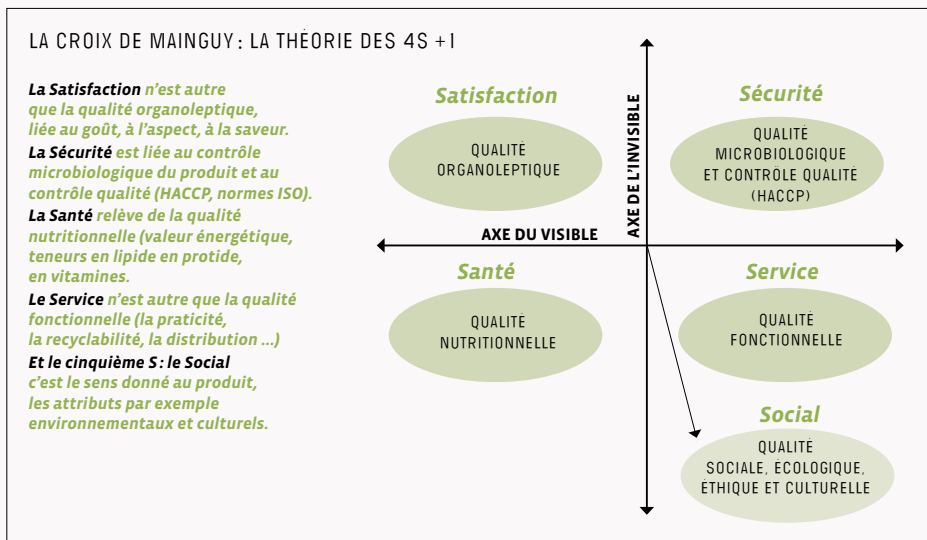 LA CROIX DE MAINGUY : LA THÉORIE DES 4S +1
La Satisfaction n'est autre
que la qualité organoleptique,
liée au goût, à l'aspect, à la saveur.
La Sécurité est liée au contrôle
microbiologique du produit et au
contrôle qualité (HACCP, normes ISO).
La Santé relève de la qualité
nutritionnelle (valeur énergétique,
teneurs en lipide en protide,
en vitamines.
Le Service n'est autre que la qualité
fonctionnelle (la praticité,
la recyclabilité, la distribution ...)
Et le cinquième S : le Social
c'est le sens donné au produit,
les attributs par exemple
environnementaux et culturels.
Satisfaction
QUALITÉ
ORGANOLEPTIQUE
AXE DE L'INVISIBLE
Sécurité
QUALITÉ
MICROBIOLOGIQUE
ET CONTRÔLE QUALITÉ
(HACCP)
AXE DU VISIBLE
Santé
QUALITÉ
NUTRITIONNELLE
Service
QUALITÉ
FONCTIONNELLE
Social
QUALITÉ
SOCIALE, ÉCOLOGIQUE,
ÉTHIQUE ET CULTURELLE